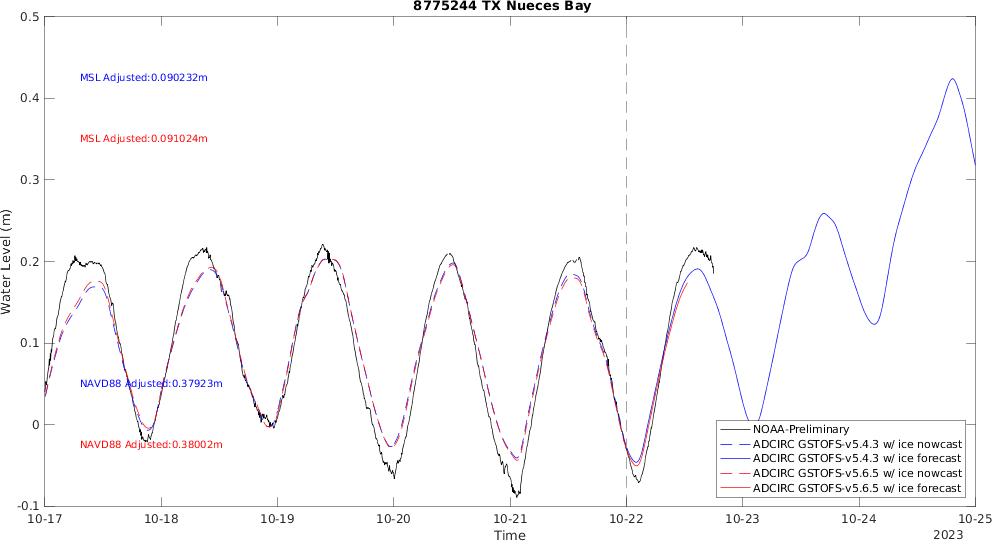 8775244 TX Nueces Bay
0.5
0.4
0.3
0.2
0.1
0
-0.1
Water Level (m)
MSL Adjusted:0.090232m
MSL Adjusted:0.091024m
NAVD88 Adjusted:0.37923m
NAVD88 Adjusted:0.38002m
NOAA-Preliminary
ADCIRC GSTOFS-v5.4.3 w/ ice nowcast
ADCIRC GSTOFS-v5.4.3 w/ ice forecast
ADCIRC GSTOFS-v5.6.5 w/ ice nowcast
ADCIRC GSTOFS-v5.6.5 w/ ice forecast
10-17 10-18 10-19 10-20 10-21 10-22 10-23 10-24 10-25
Time
2023